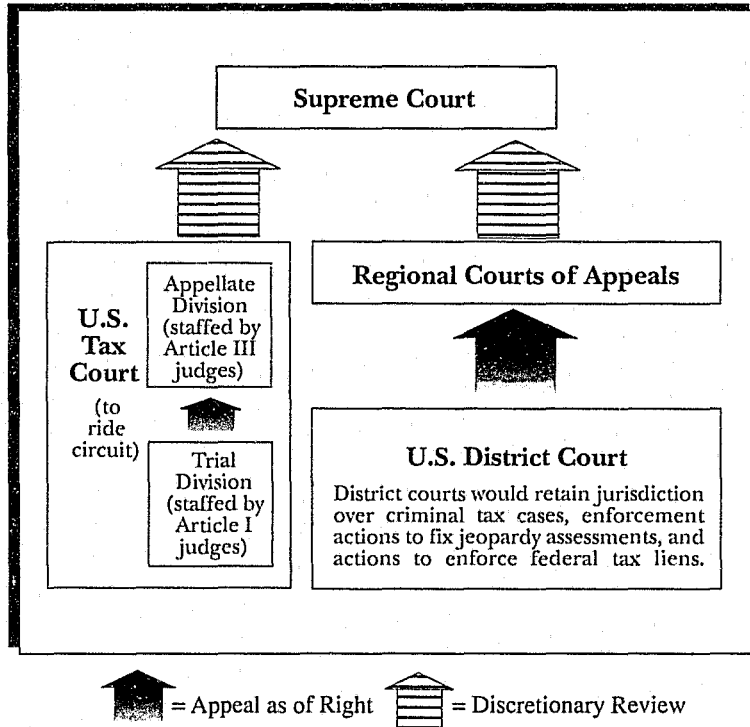 Supreme Court
U.S.
Tax
Court
(to
ride
circuit)
Appellate
Division
(staffed by
Article III
judges)
Trial
Division
(staffed by
Article I
judges)
Regional Courts of Appeals
U.S. District Court
District courts would retain jurisdiction
over criminal tax cases, enforcement
actions to fix jeopardy assessments, and
actions to enforce federal tax liens.
= Appeal as of Right
= Discretionary Review